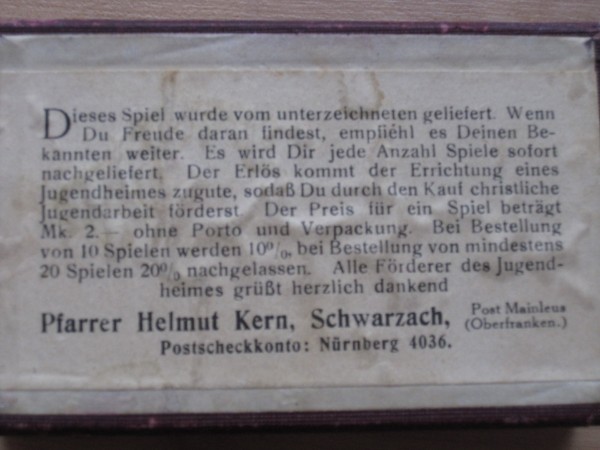 Dieses Spiel wurde vom unterzeichneten geliefert. Wenn
Du Freude daran findest, empfiehl es Deinen Be-
kannten weiter. Es wird Dir jede Anzahl Spiele sofort
nachgeliefert. Der Erlös kommt der Errichtung eines
Jugendheimes zugute, sodaß Du durch den Kauf christliche
Jugendarbeit förderst. Der Preis für ein Spiel beträgt
Mk. 2.— ohne Porto und Verpackung. Bei Bestellung
von 10 Spielen werden 10%, bei Bestellung von mindestens
20 Spielen 20% nachgelassen. Alle Förderer des Jugend-
heimes grüßt herzlich dankend
Pfarrer Helmut Kern, Schwarzach, Post Mainleus
(Oberfranken.)
Postscheckkonto: Nürnberg 4036.